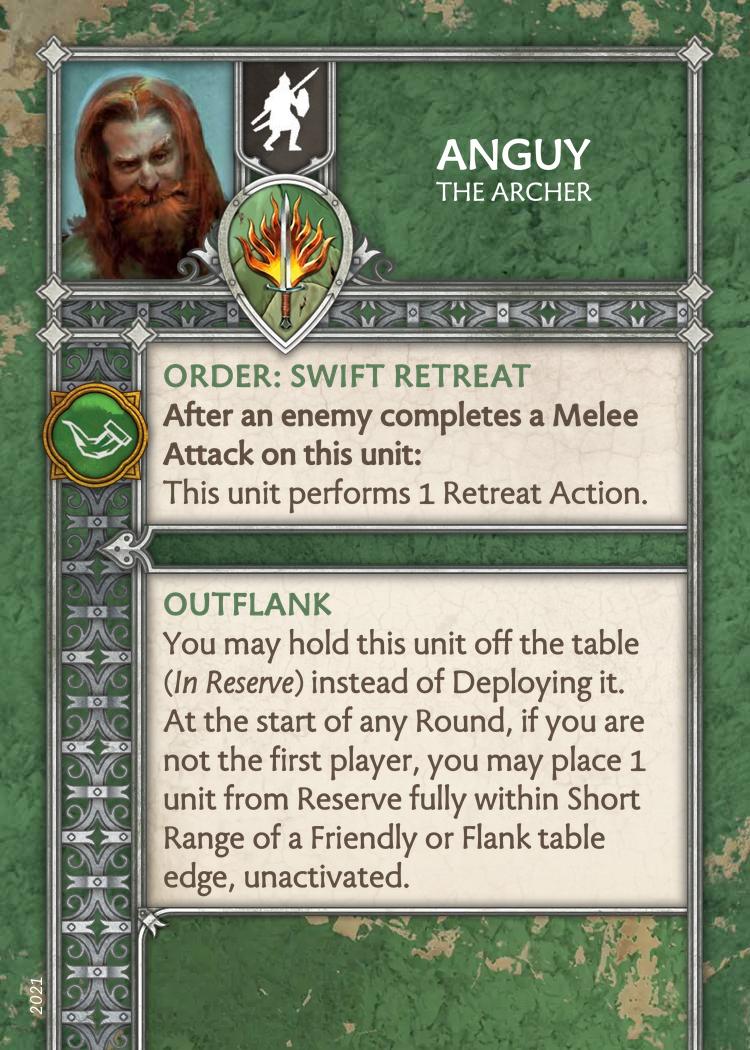 ANGUY
THE ARCHER
ORDER: SWIFT RETREAT
After an enemy completes a Melee
Attack on this unit:
This unit performs 1 Retreat Action.
OUTFLANK
You may hold this unit off the table
(In Reserve) instead of Deploying it.
At the start of any Round, if you are
not the first player, you may place 1
unit from Reserve fully within Short
Range of a Friendly or Flank table
edge, unactivated.
2021